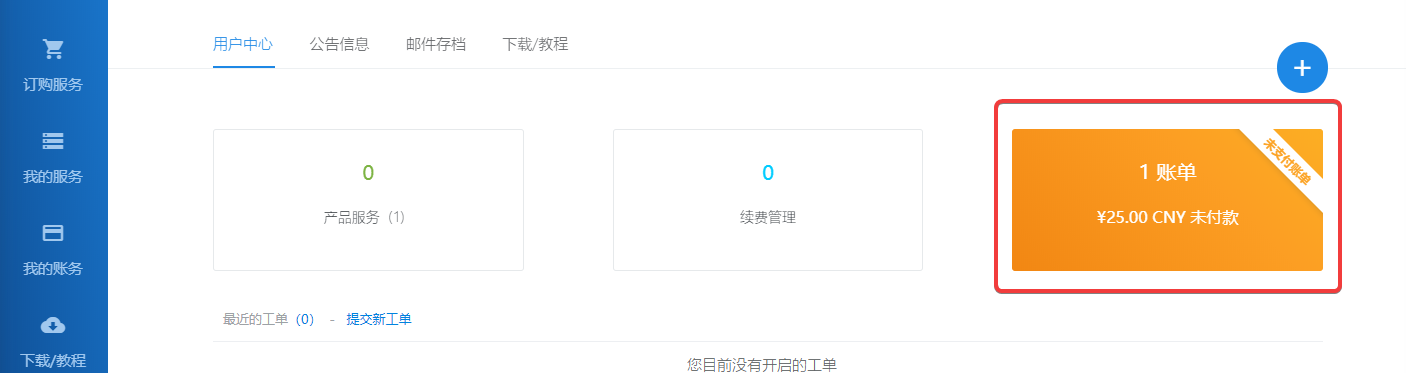 订购服务
我的服务
我的账务
下载/教程
用户中心
公告信息
邮件存档
下载/教程
0
产品服务（1）
0
续费管理
未支付账单
1 账单
¥25.00 CNY 未付款
最近的工单（0） - 提交新工单
您目前没有开启的工单